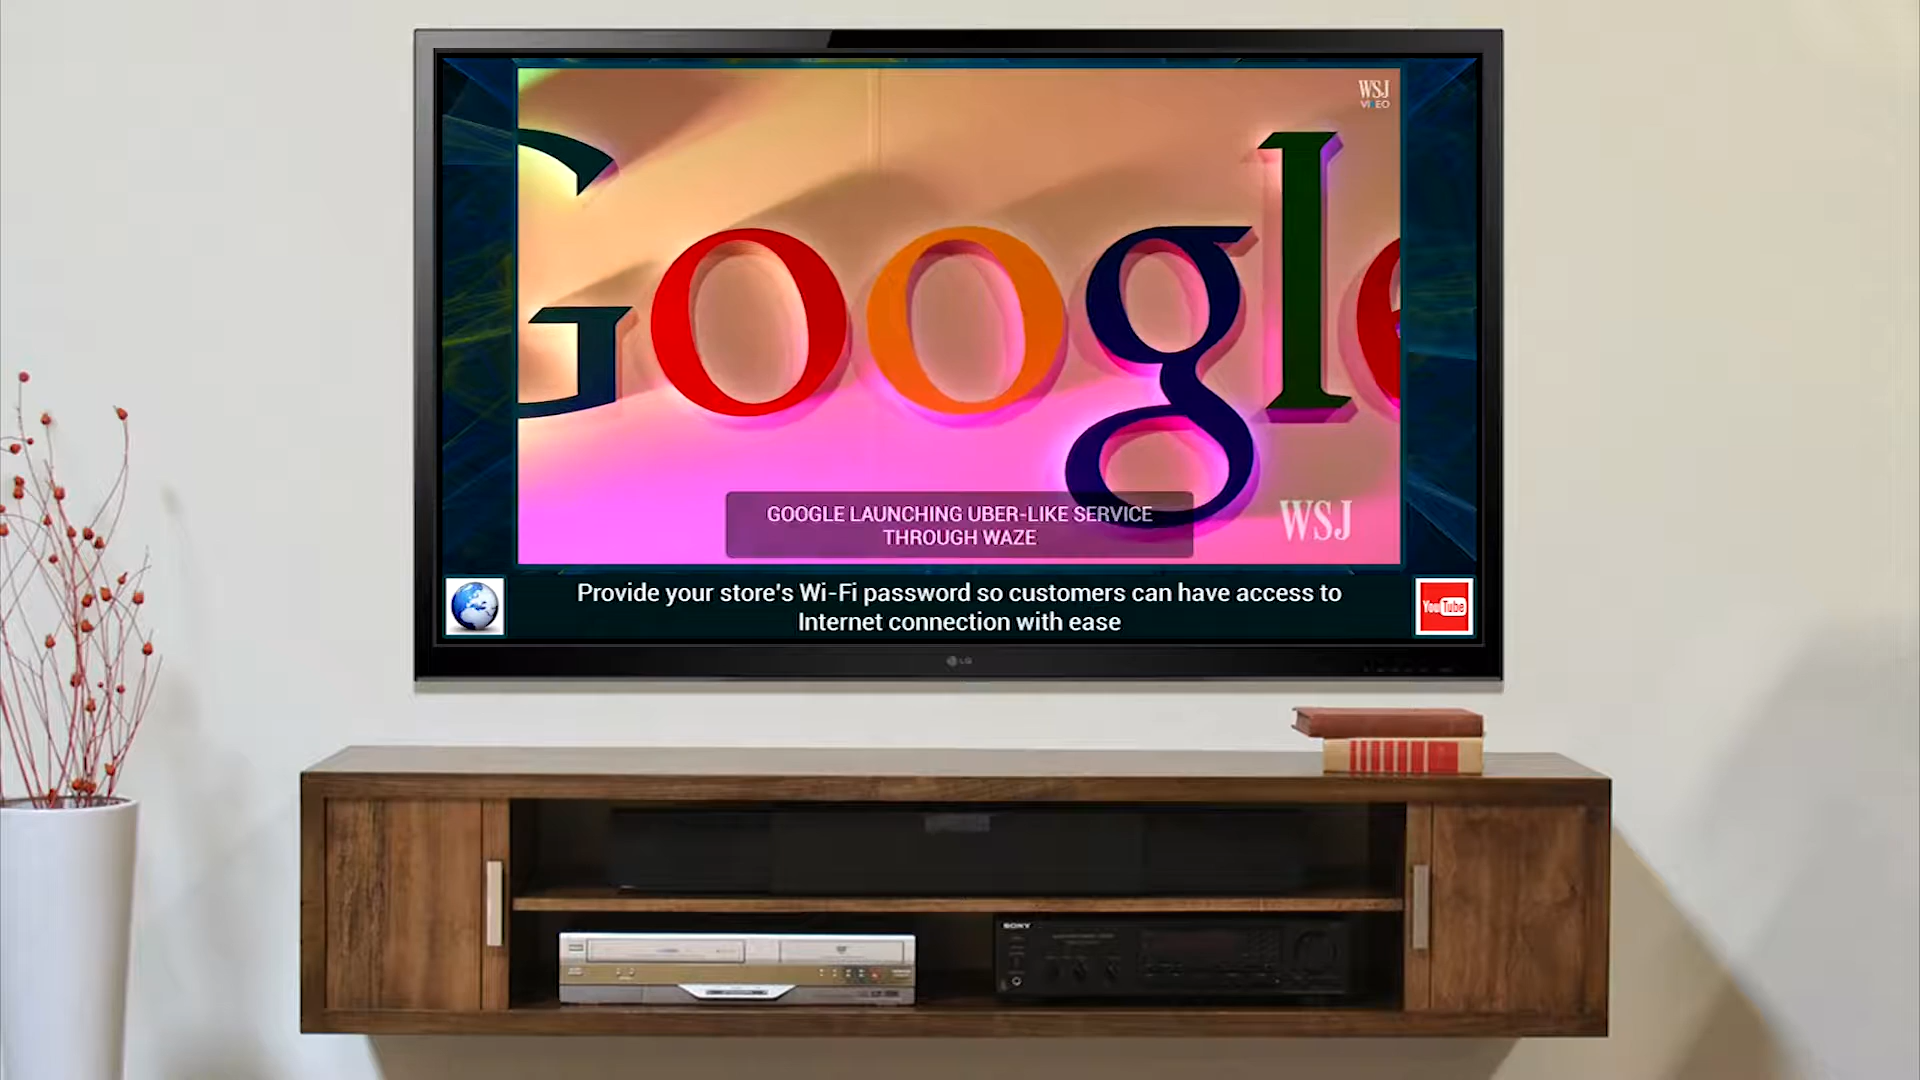 WSJ
VIDEO
Google
GOOGLE LAUNCHING UBER-LIKE SERVICE
THROUGH WAZE
WSJ
Provide your store's Wi-Fi password so customers can have access to
Internet connection with ease
YouTube
LG
SONY